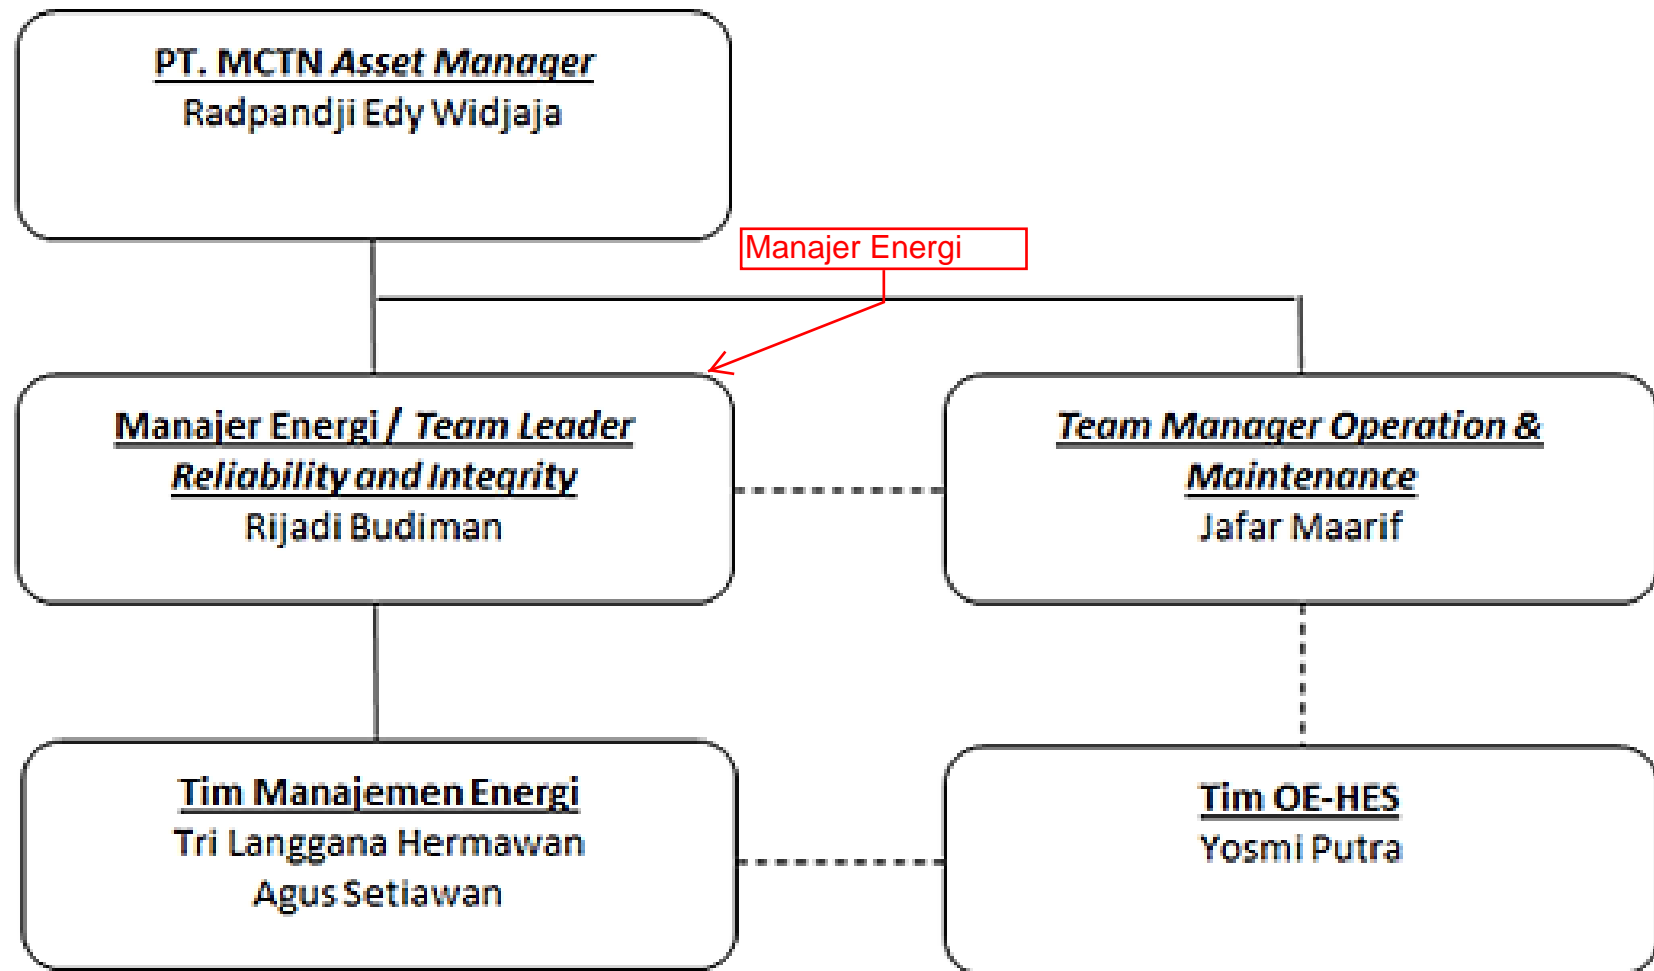 PT. MCTN Asset Manager
Radpandji Edy Widjaja
Manajer Energi
Manajer Energi / Team Leader
Reliability and Integrity
Rijadi Budiman
Team Manager Operation &
Maintenance
Jafar Maarif
Tim Manajemen Energi
Tri Langgana Hermawan
Agus Setiawan
Tim OE-HES
Yosmi Putra